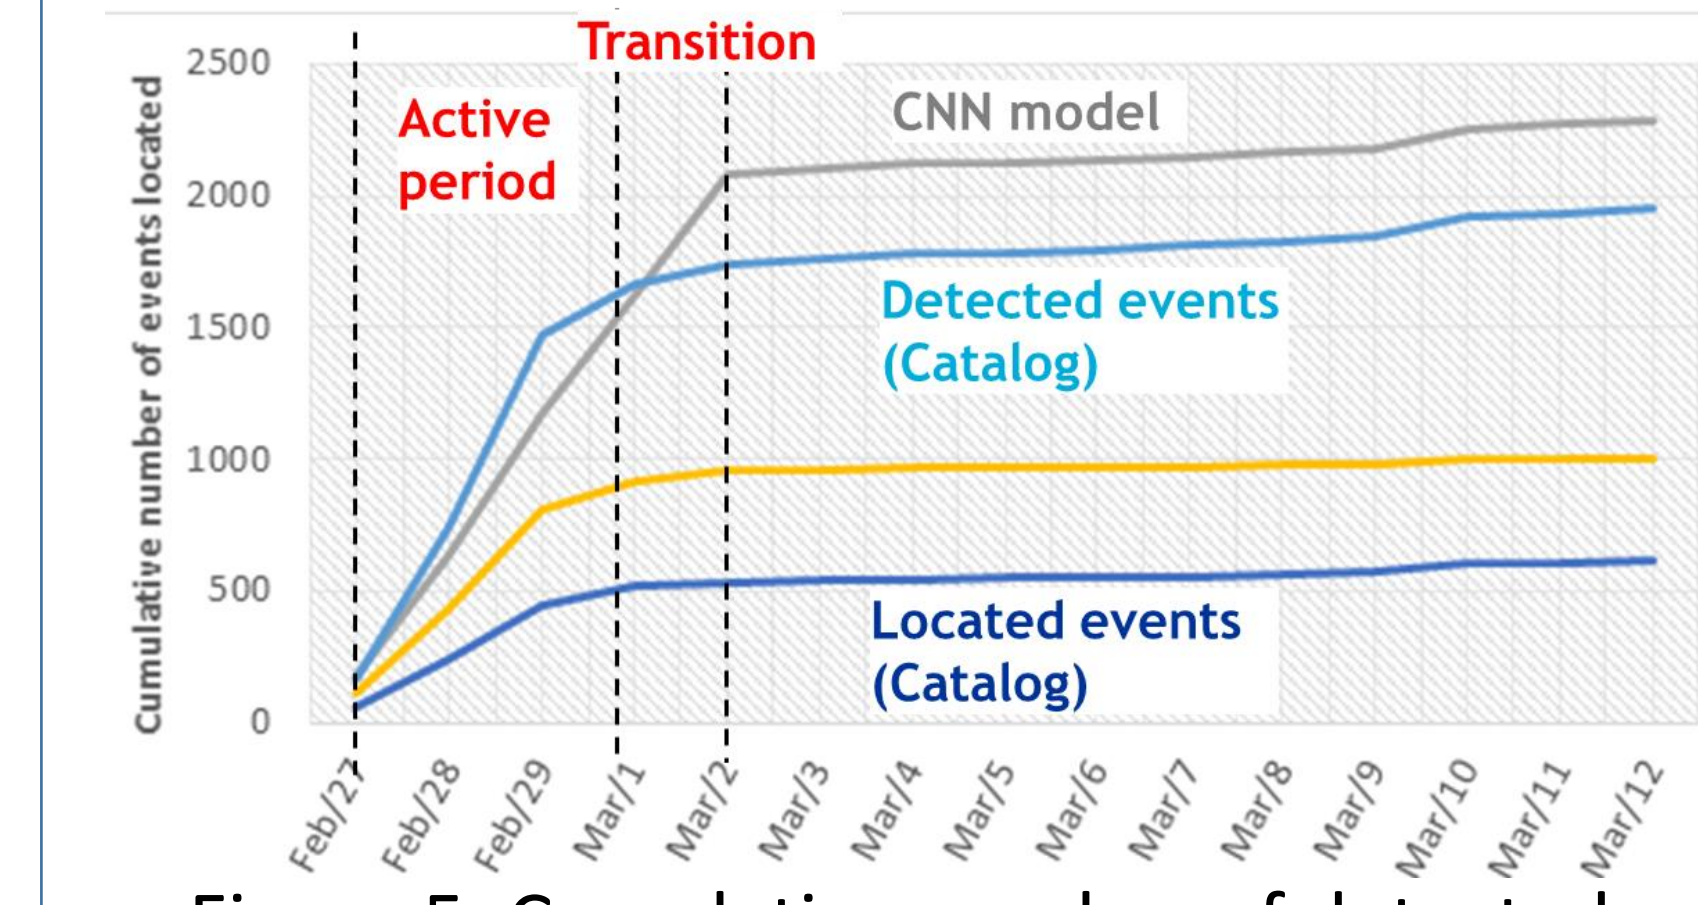 Transition
2500
Active
period
CNN model
2000
Detected events
(Catalog)
1500
1000
500
Located events
(Catalog)
0
Cumulative number of events located
Feb/27
Feb/28
Feb/29
Mar/1
Mar/2
Mar/3
Mar/4
Mar/5
Mar/6
Mar/7
Mar/8
Mar/9
Mar/10
Mar/11
Mar/12